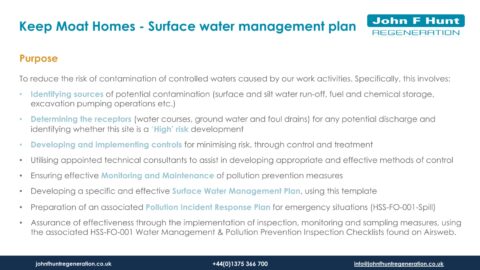 Keep Moat Homes - Surface water management plan
John F Hunt
REGENERATION
Purpose
To reduce the risk of contamination of controlled waters caused by our work activities. Specifically, this involves:
• Identifying sources of potential contamination (surface and silt water run-off, fuel and chemical storage,
excavation pumping operations etc.)
• Determining the receptors (water courses, ground water and foul drains) for any potential discharge and
identifying whether this site is a 'High' risk development
• Developing and implementing controls for minimising risk, through control and treatment
• Utilising appointed technical consultants to assist in developing appropriate and effective methods of control
• Ensuring effective Monitoring and Maintenance of pollution prevention measures
• Developing a specific and effective Surface Water Management Plan, using this template
• Preparation of an associated Pollution Incident Response Plan for emergency situations (HSS-FO-001-Spill)
• Assurance of effectiveness through the implementation of inspection, monitoring and sampling measures, using
the associated HSS-FO-001 Water Management & Pollution Prevention Inspection Checklists found on Airsweb.
johnfhuntregeneration.co.uk
+44(0)1375 366 700
info@johnfhuntregeneration.co.uk